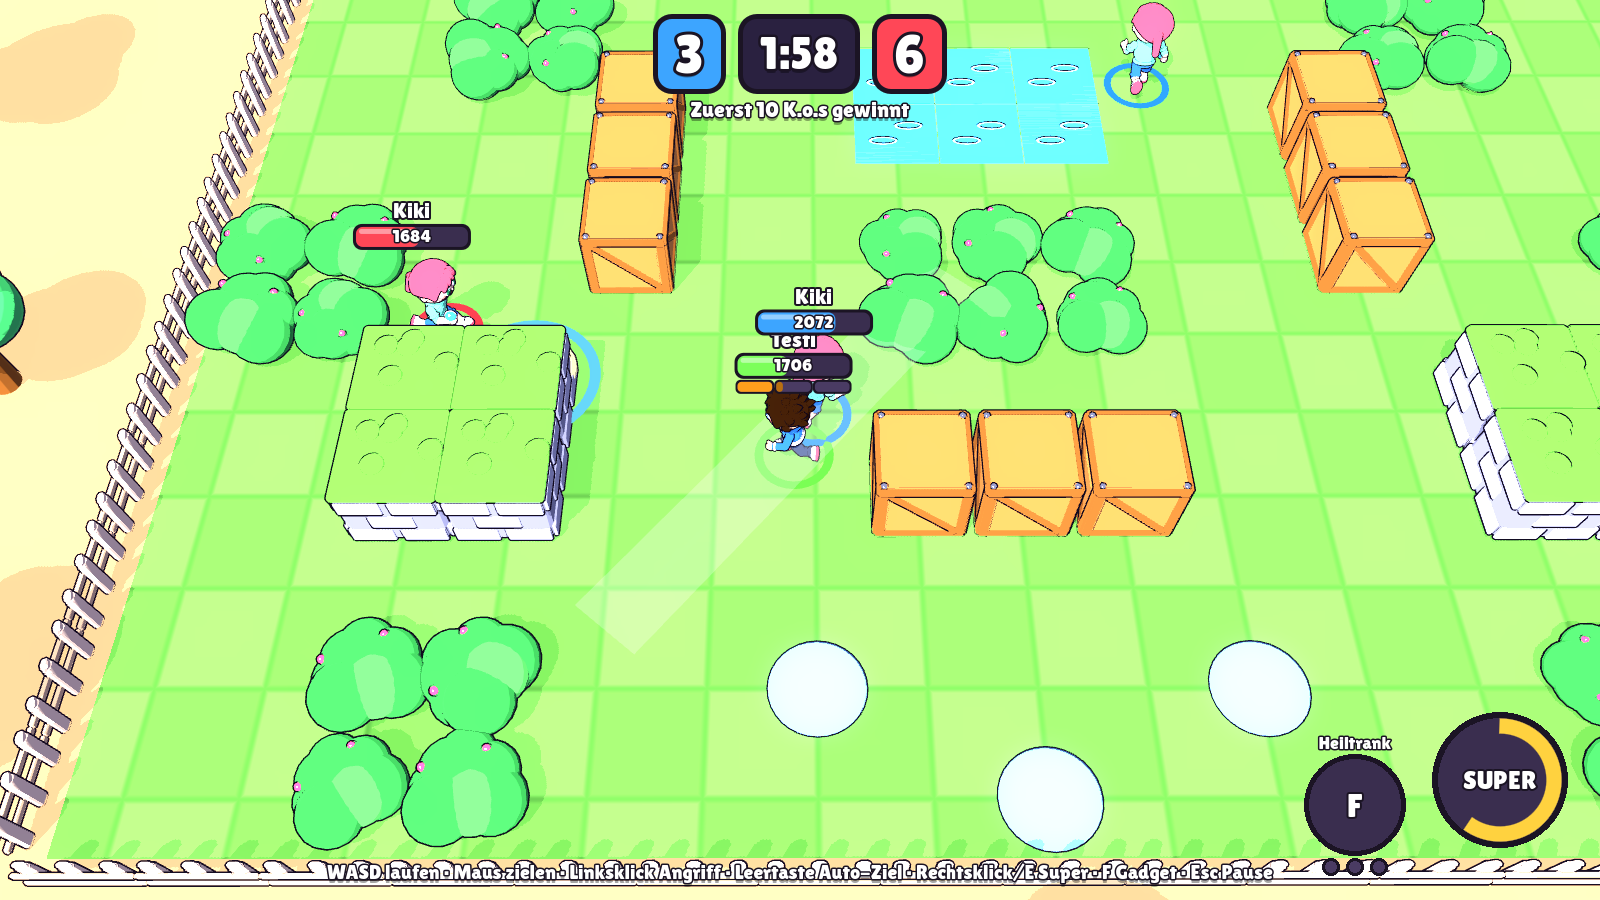 3 1:58 6
Zuerst 10 K.o.s gewinnt
Kiki
1684
Kiki
2072
Testi
1706
Heiltrank
F
SUPER
WASD laufen · Maus zielen · Linksklick Angriff · Leertaste Auto-Ziel · Rechtsklick/E Super · F Gadget · Esc Pause